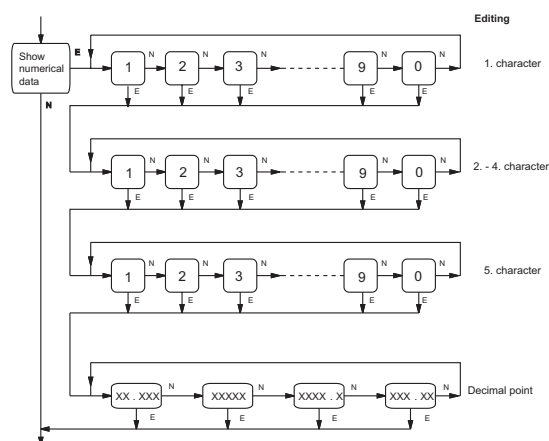 Editing
Show
numerical
data
E
N
1 N 2 N 3 N 9 N 0 N
1. character
E E E E E
1 N 2 N 3 N 9 N 0 N
2. - 4. character
E E E E E
1 N 2 N 3 N 9 N 0 N
5. character
E E E E E
XX . XXX N XXXXX N XXXX . X N XXX . XX N
Decimal point
E E E E